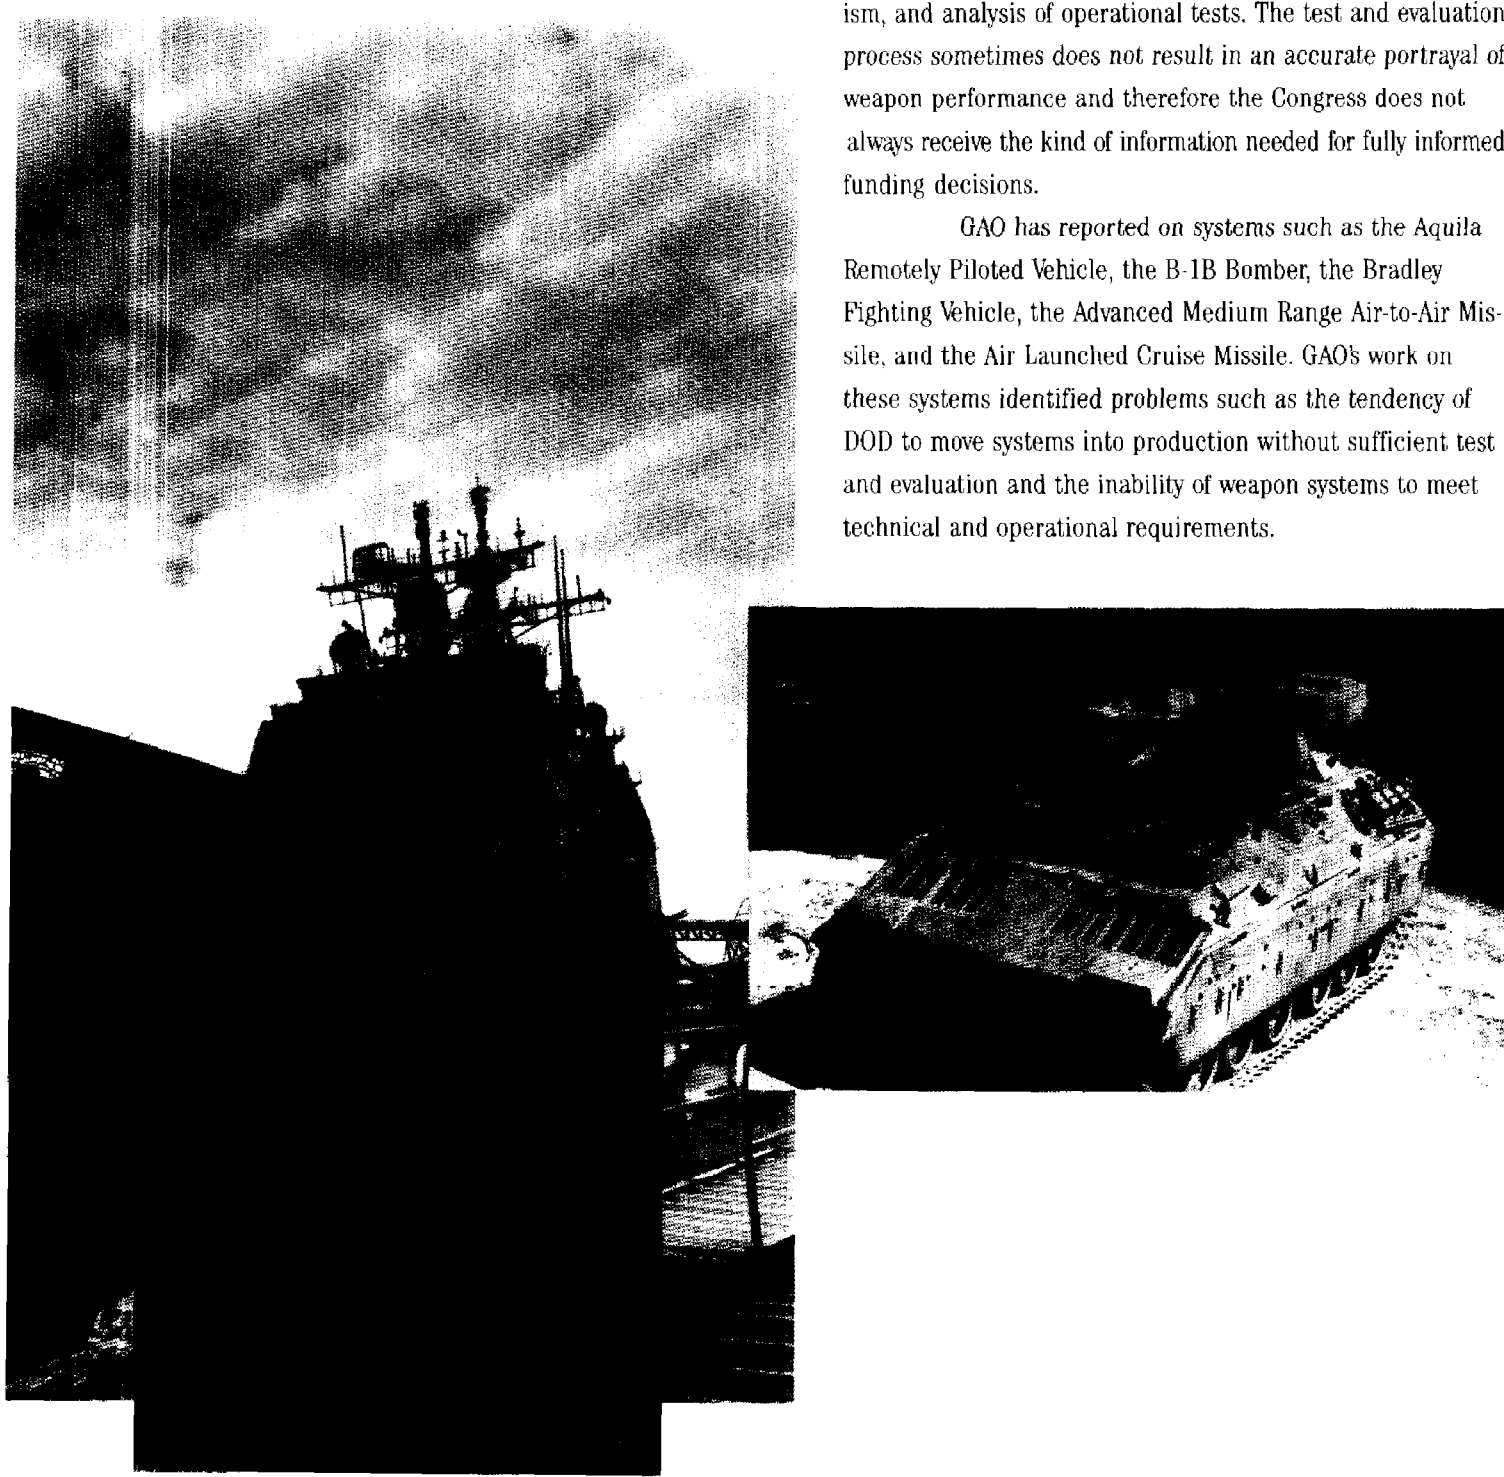 ism, and analysis of operational tests. The test and evaluation
process sometimes does not result in an accurate portrayal of
weapon performance and therefore the Congress does not
always receive the kind of information needed for fully informed
funding decisions.
GAO has reported on systems such as the Aquila
Remotely Piloted Vehicle, the B-1B Bomber, the Bradley
Fighting Vehicle, the Advanced Medium Range Air-to-Air Mis-
sile, and the Air Launched Cruise Missile. GAO's work on
these systems identified problems such as the tendency of
DOD to move systems into production without sufficient test
and evaluation and the inability of weapon systems to meet
technical and operational requirements.